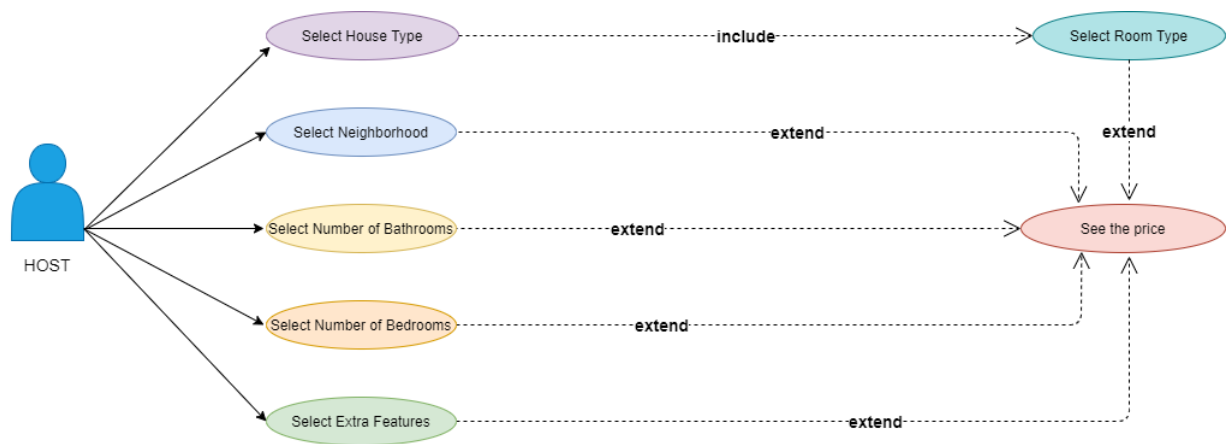 Select House Type
include
Select Room Type
Select Neighborhood
extend
extend
HOST
Select Number of Bathrooms
extend
See the price
Select Number of Bedrooms
extend
Select Extra Features
extend